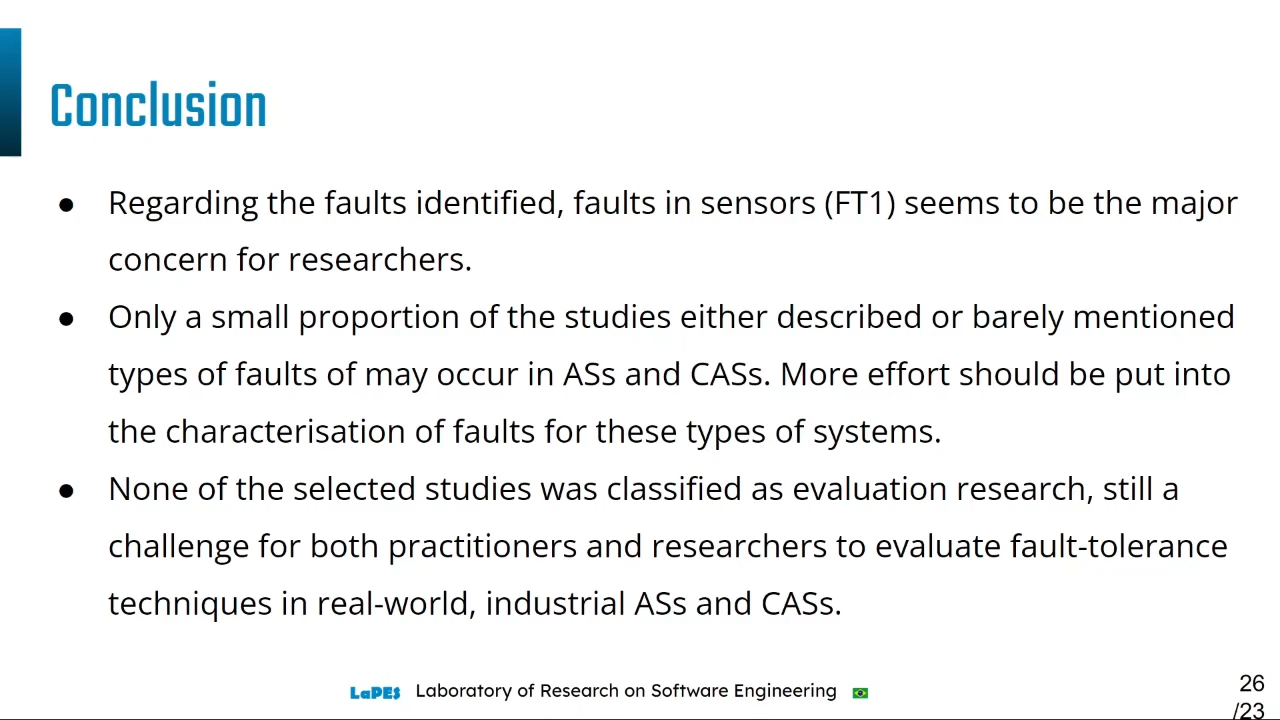 Conclusion
● Regarding the faults identified, faults in sensors (FT1) seems to be the major
concern for researchers.
● Only a small proportion of the studies either described or barely mentioned
types of faults of may occur in ASs and CASs. More effort should be put into
the characterisation of faults for these types of systems.
● None of the selected studies was classified as evaluation research, still a
challenge for both practitioners and researchers to evaluate fault-tolerance
techniques in real-world, industrial ASs and CASs.
LaPES Laboratory of Research on Software Engineering
26
/23